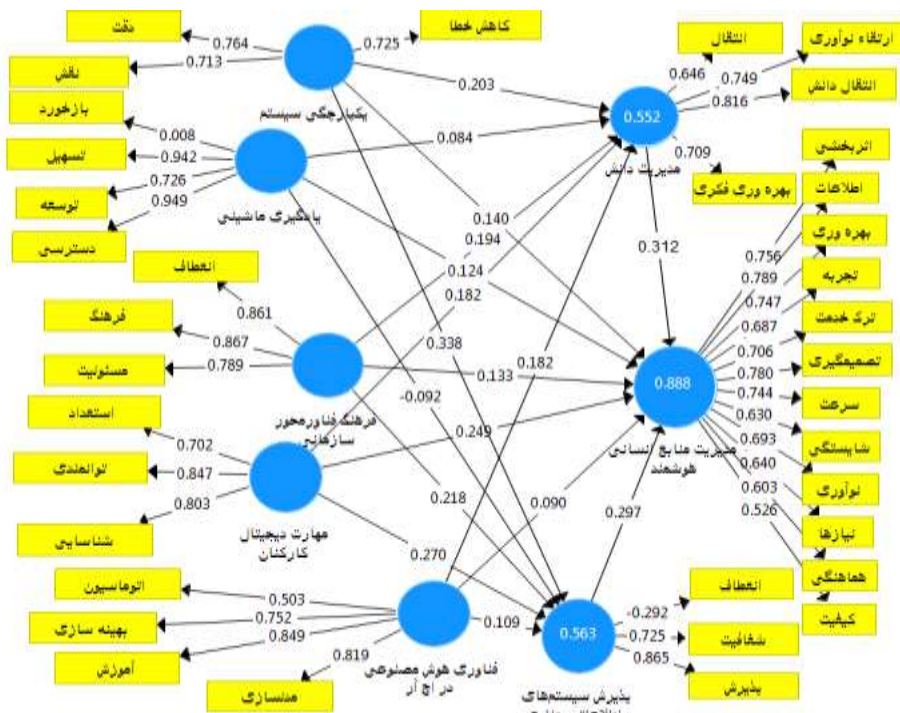 دقت
0.764
نقش
0.713
کاهش خطا
0.725
یکپارچگی سیستم
بازخورد
0.008
تسهیل
0.942
توسعه
0.726
دسترسی
0.949
یادگیری ماشینی
انعطاف
0.861
فرهنگ
0.867
مسئولیت
0.789
فرهنگ فناورمحور
سازمانی
استعداد
0.702
توانمندی
0.847
شناسایی
0.803
مهارت دیجیتال
کارکنان
اتوماسیون
0.503
بهینه سازی
0.752
آموزش
0.849
مدلسازی
0.819
فناوری هوش مصنوعی
در اچ آر
0.203
0.084
0.140
0.194
0.124
0.182
0.338
0.182
-0.092
0.133
0.249
0.218
0.090
0.270
0.109
0.312
0.297
انتقال
0.646
ارتقاء نوآوری
0.749
انتقال دانش
0.816
بهره وری فکری
0.709
0.552
مدیریت دانش
اثربخشی
0.756
اطلاعات
0.789
بهره وری
0.747
تجربه
0.687
ترک خدمت
0.706
تصمیمگیری
0.780
سرعت
0.744
شایستگی
0.630
نوآوری
0.693
نیازها
0.640
هماهنگی
0.603
کیفیت
0.526
0.888
مدیریت منابع انسانی
هوشمند
انعطاف
-0.292
شفافیت
0.725
پذیرش
0.865
0.563
پذیرش سیستم‌های